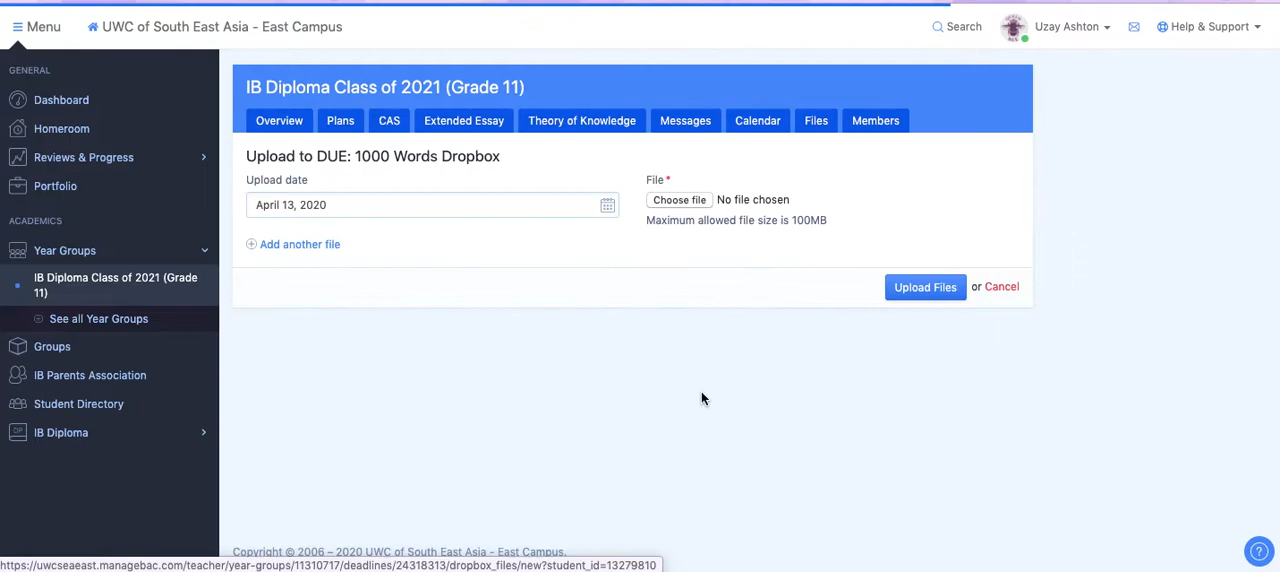 Menu
UWC of South East Asia - East Campus
Search
Uzay Ashton
Help & Support
GENERAL
Dashboard
Homeroom
Reviews & Progress
Portfolio
ACADEMICS
Year Groups
IB Diploma Class of 2021 (Grade
11)
See all Year Groups
Groups
IB Parents Association
Student Directory
DP IB Diploma
IB Diploma Class of 2021 (Grade 11)
Overview Plans CAS Extended Essay Theory of Knowledge Messages Calendar Files Members
Upload to DUE: 1000 Words Dropbox
Upload date
April 13, 2020
Add another file
File*
Choose file No file chosen
Maximum allowed file size is 100MB
Upload Files or Cancel
Copyright © 2006 – 2020 UWC of South East Asia - East Campus.
?
https://uwcseaeast.managebac.com/teacher/year-groups/11310717/deadlines/24318313/dropbox_files/new?student_id=13279810